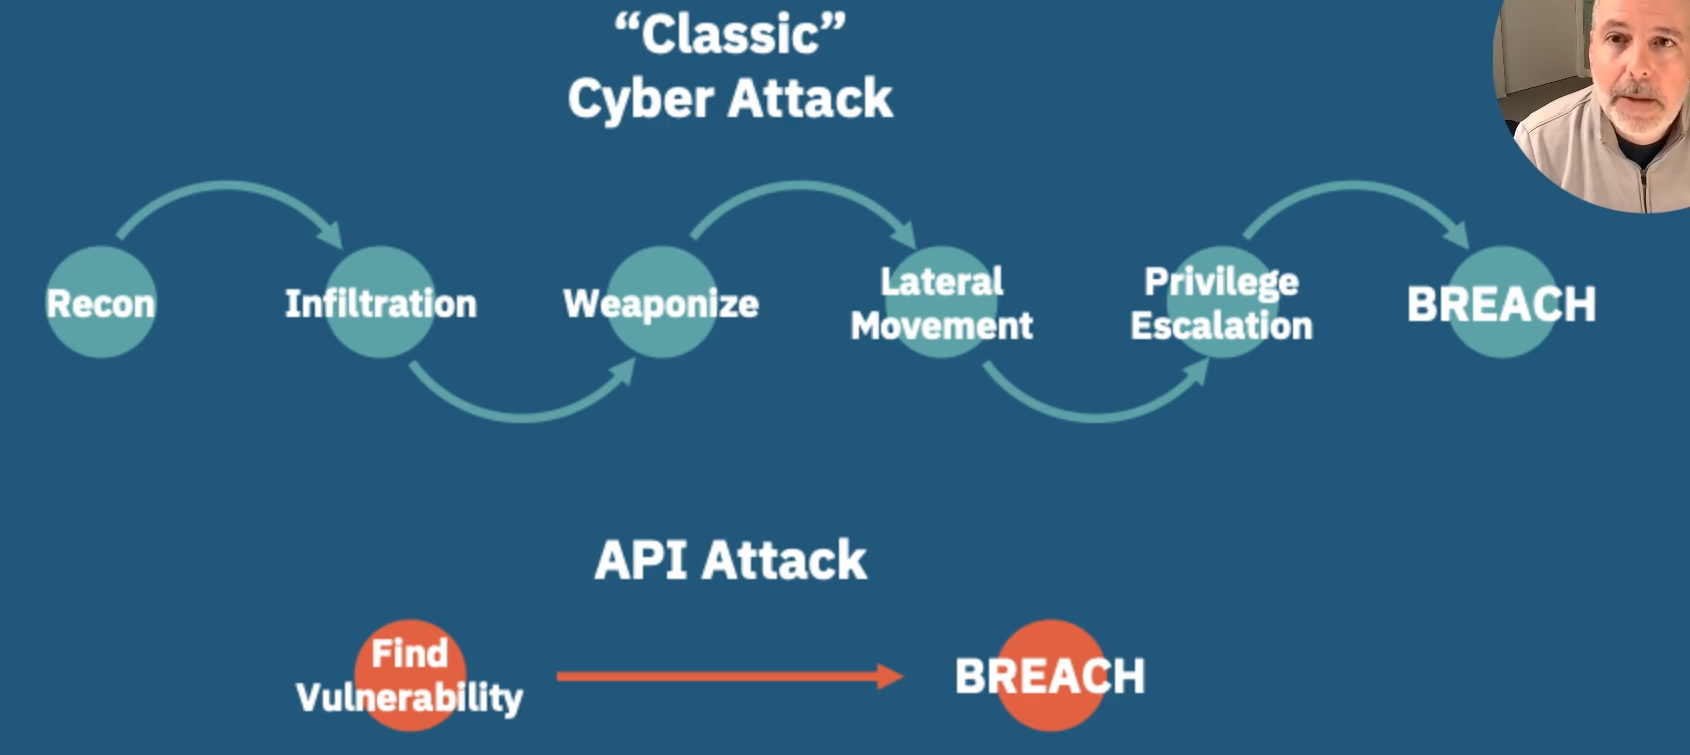 “Classic”
Cyber Attack
Recon
Infiltration
Weaponize
Lateral
Movement
Privilege
Escalation
BREACH
API Attack
Find
Vulnerability
BREACH